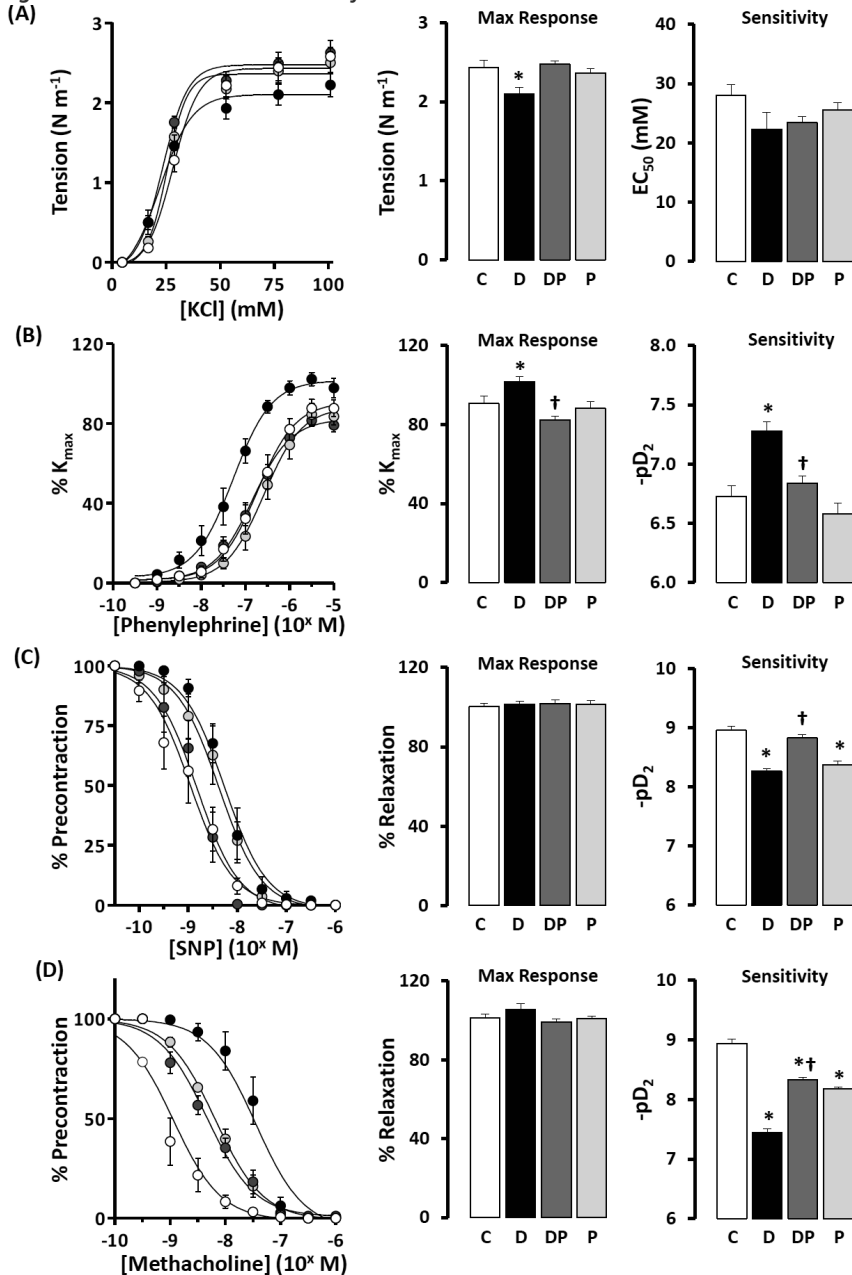 (A)
Max Response
Sensitivity
Tension (N m⁻¹)
3
2
1
0
0 25 50 75 100
[KCl] (mM)
Tension (N m⁻¹)
3
2
1
0
*
C D DP P
EC₅₀ (mM)
40
30
20
10
0
C D DP P
(B)
Max Response
Sensitivity
% Kₘₐₓ
120
80
40
0
-10 -9 -8 -7 -6 -5
[Phenylephrine] (10ˣ M)
% Kₘₐₓ
120
80
40
0
* †
C D DP P
-pD₂
8.0
7.5
7.0
6.5
6.0
* †
C D DP P
(C)
Max Response
Sensitivity
% Precontraction
100
75
50
25
0
-10 -9 -8 -7 -6
[SNP] (10ˣ M)
% Relaxation
120
80
40
0
C D DP P
-pD₂
10
9
8
7
6
* † *
C D DP P
(D)
Max Response
Sensitivity
% Precontraction
100
50
0
-10 -9 -8 -7 -6
[Methacholine] (10ˣ M)
% Relaxation
120
80
40
0
C D DP P
-pD₂
10
9
8
7
6
* *† *
C D DP P